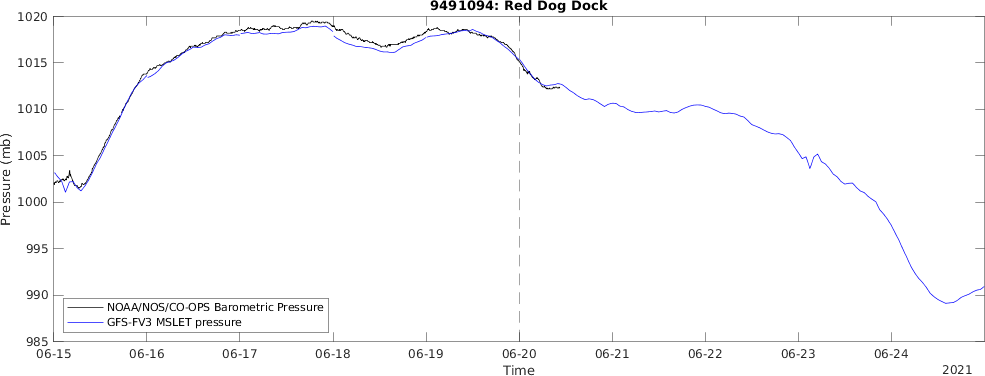 9491094: Red Dog Dock
1020
1015
1010
1005
1000
995
990
985
Pressure (mb)
NOAA/NOS/CO-OPS Barometric Pressure
GFS-FV3 MSLET pressure
06-15 06-16 06-17 06-18 06-19 06-20 06-21 06-22 06-23 06-24
Time
2021